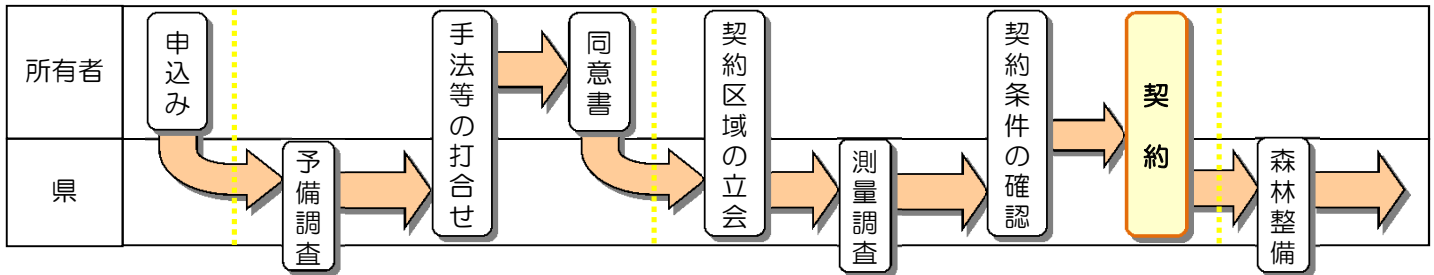 所有者
県
申込み
予備調査
手法等の打合せ
同意書
契約区域の立会
測量調査
契約条件の確認
契約
森林整備